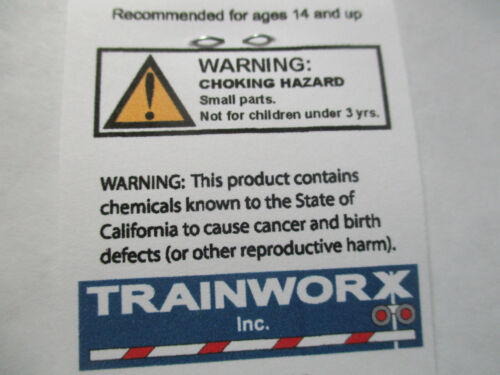 Recommended for ages 14 and up
WARNING:
CHOKING HAZARD
Small parts.
Not for children under 3 yrs.
WARNING: This product contains
chemicals known to the State of
California to cause cancer and birth
defects (or other reproductive harm).
TRAINWORX
Inc.